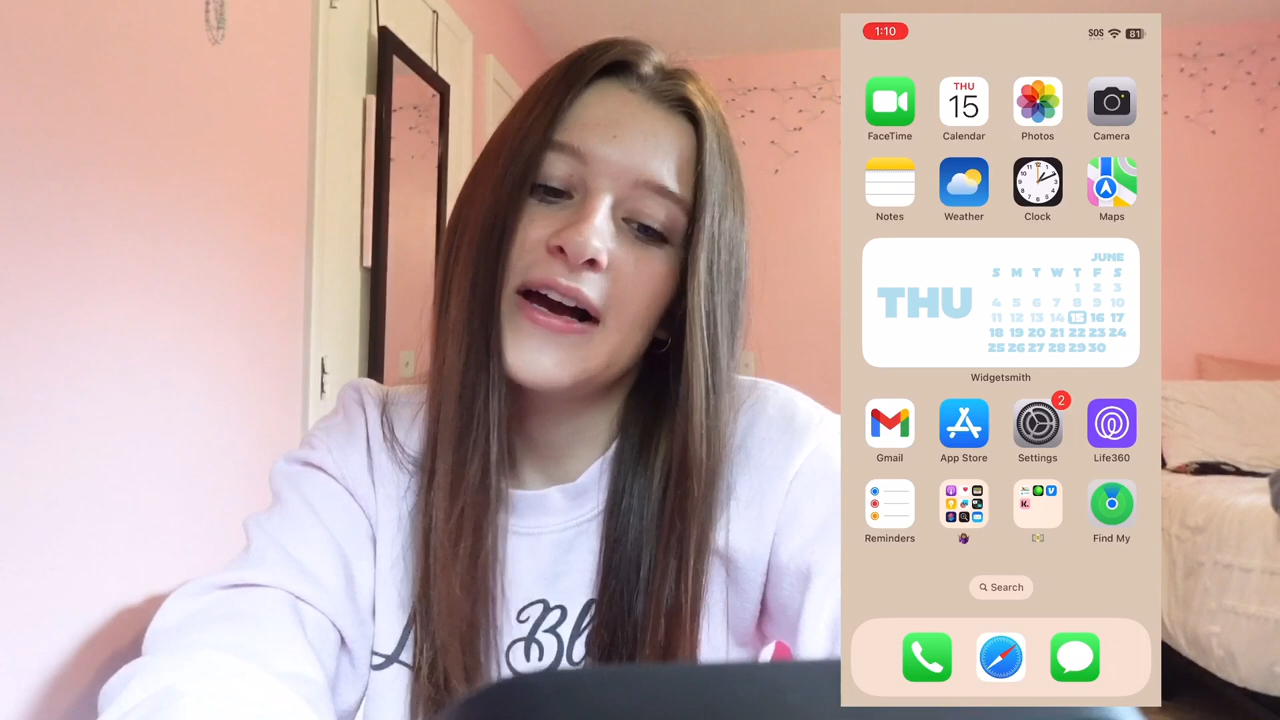 1:10
SOS
81
THU
15
FaceTime
Calendar
Photos
Camera
Notes
Weather
Clock
Maps
JUNE
S M T W T F S
1 2 3
4 5 6 7 8 9 10
THU
11 12 13 14 15 16 17
18 19 20 21 22 23 24
25 26 27 28 29 30
Widgetsmith
2
Gmail
App Store
Settings
Life360
K.
Reminders
Find My
Search
Bl